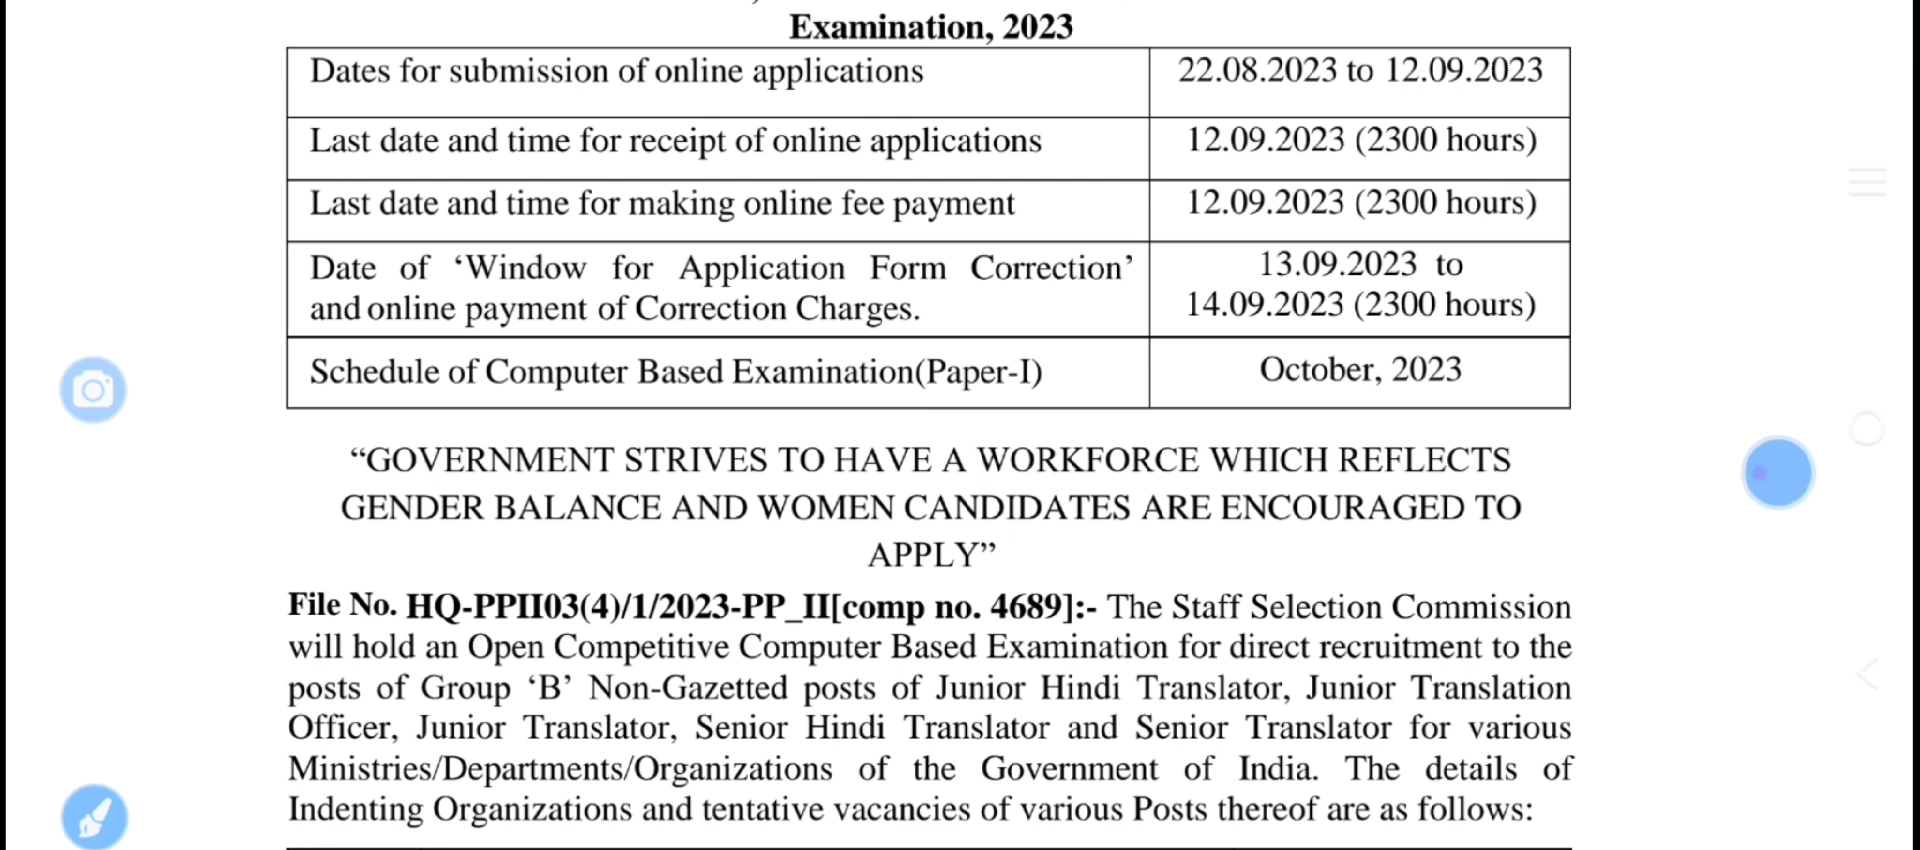 Examination, 2023
Dates for submission of online applications 22.08.2023 to 12.09.2023
Last date and time for receipt of online applications 12.09.2023 (2300 hours)
Last date and time for making online fee payment 12.09.2023 (2300 hours)
Date of ‘Window for Application Form Correction’ 13.09.2023 to
and online payment of Correction Charges. 14.09.2023 (2300 hours)
Schedule of Computer Based Examination(Paper-I) October, 2023
“GOVERNMENT STRIVES TO HAVE A WORKFORCE WHICH REFLECTS
GENDER BALANCE AND WOMEN CANDIDATES ARE ENCOURAGED TO
APPLY”
File No. HQ-PPII03(4)/1/2023-PP_II[comp no. 4689]:- The Staff Selection Commission
will hold an Open Competitive Computer Based Examination for direct recruitment to the
posts of Group ‘B’ Non-Gazetted posts of Junior Hindi Translator, Junior Translation
Officer, Junior Translator, Senior Hindi Translator and Senior Translator for various
Ministries/Departments/Organizations of the Government of India. The details of
Indenting Organizations and tentative vacancies of various Posts thereof are as follows: